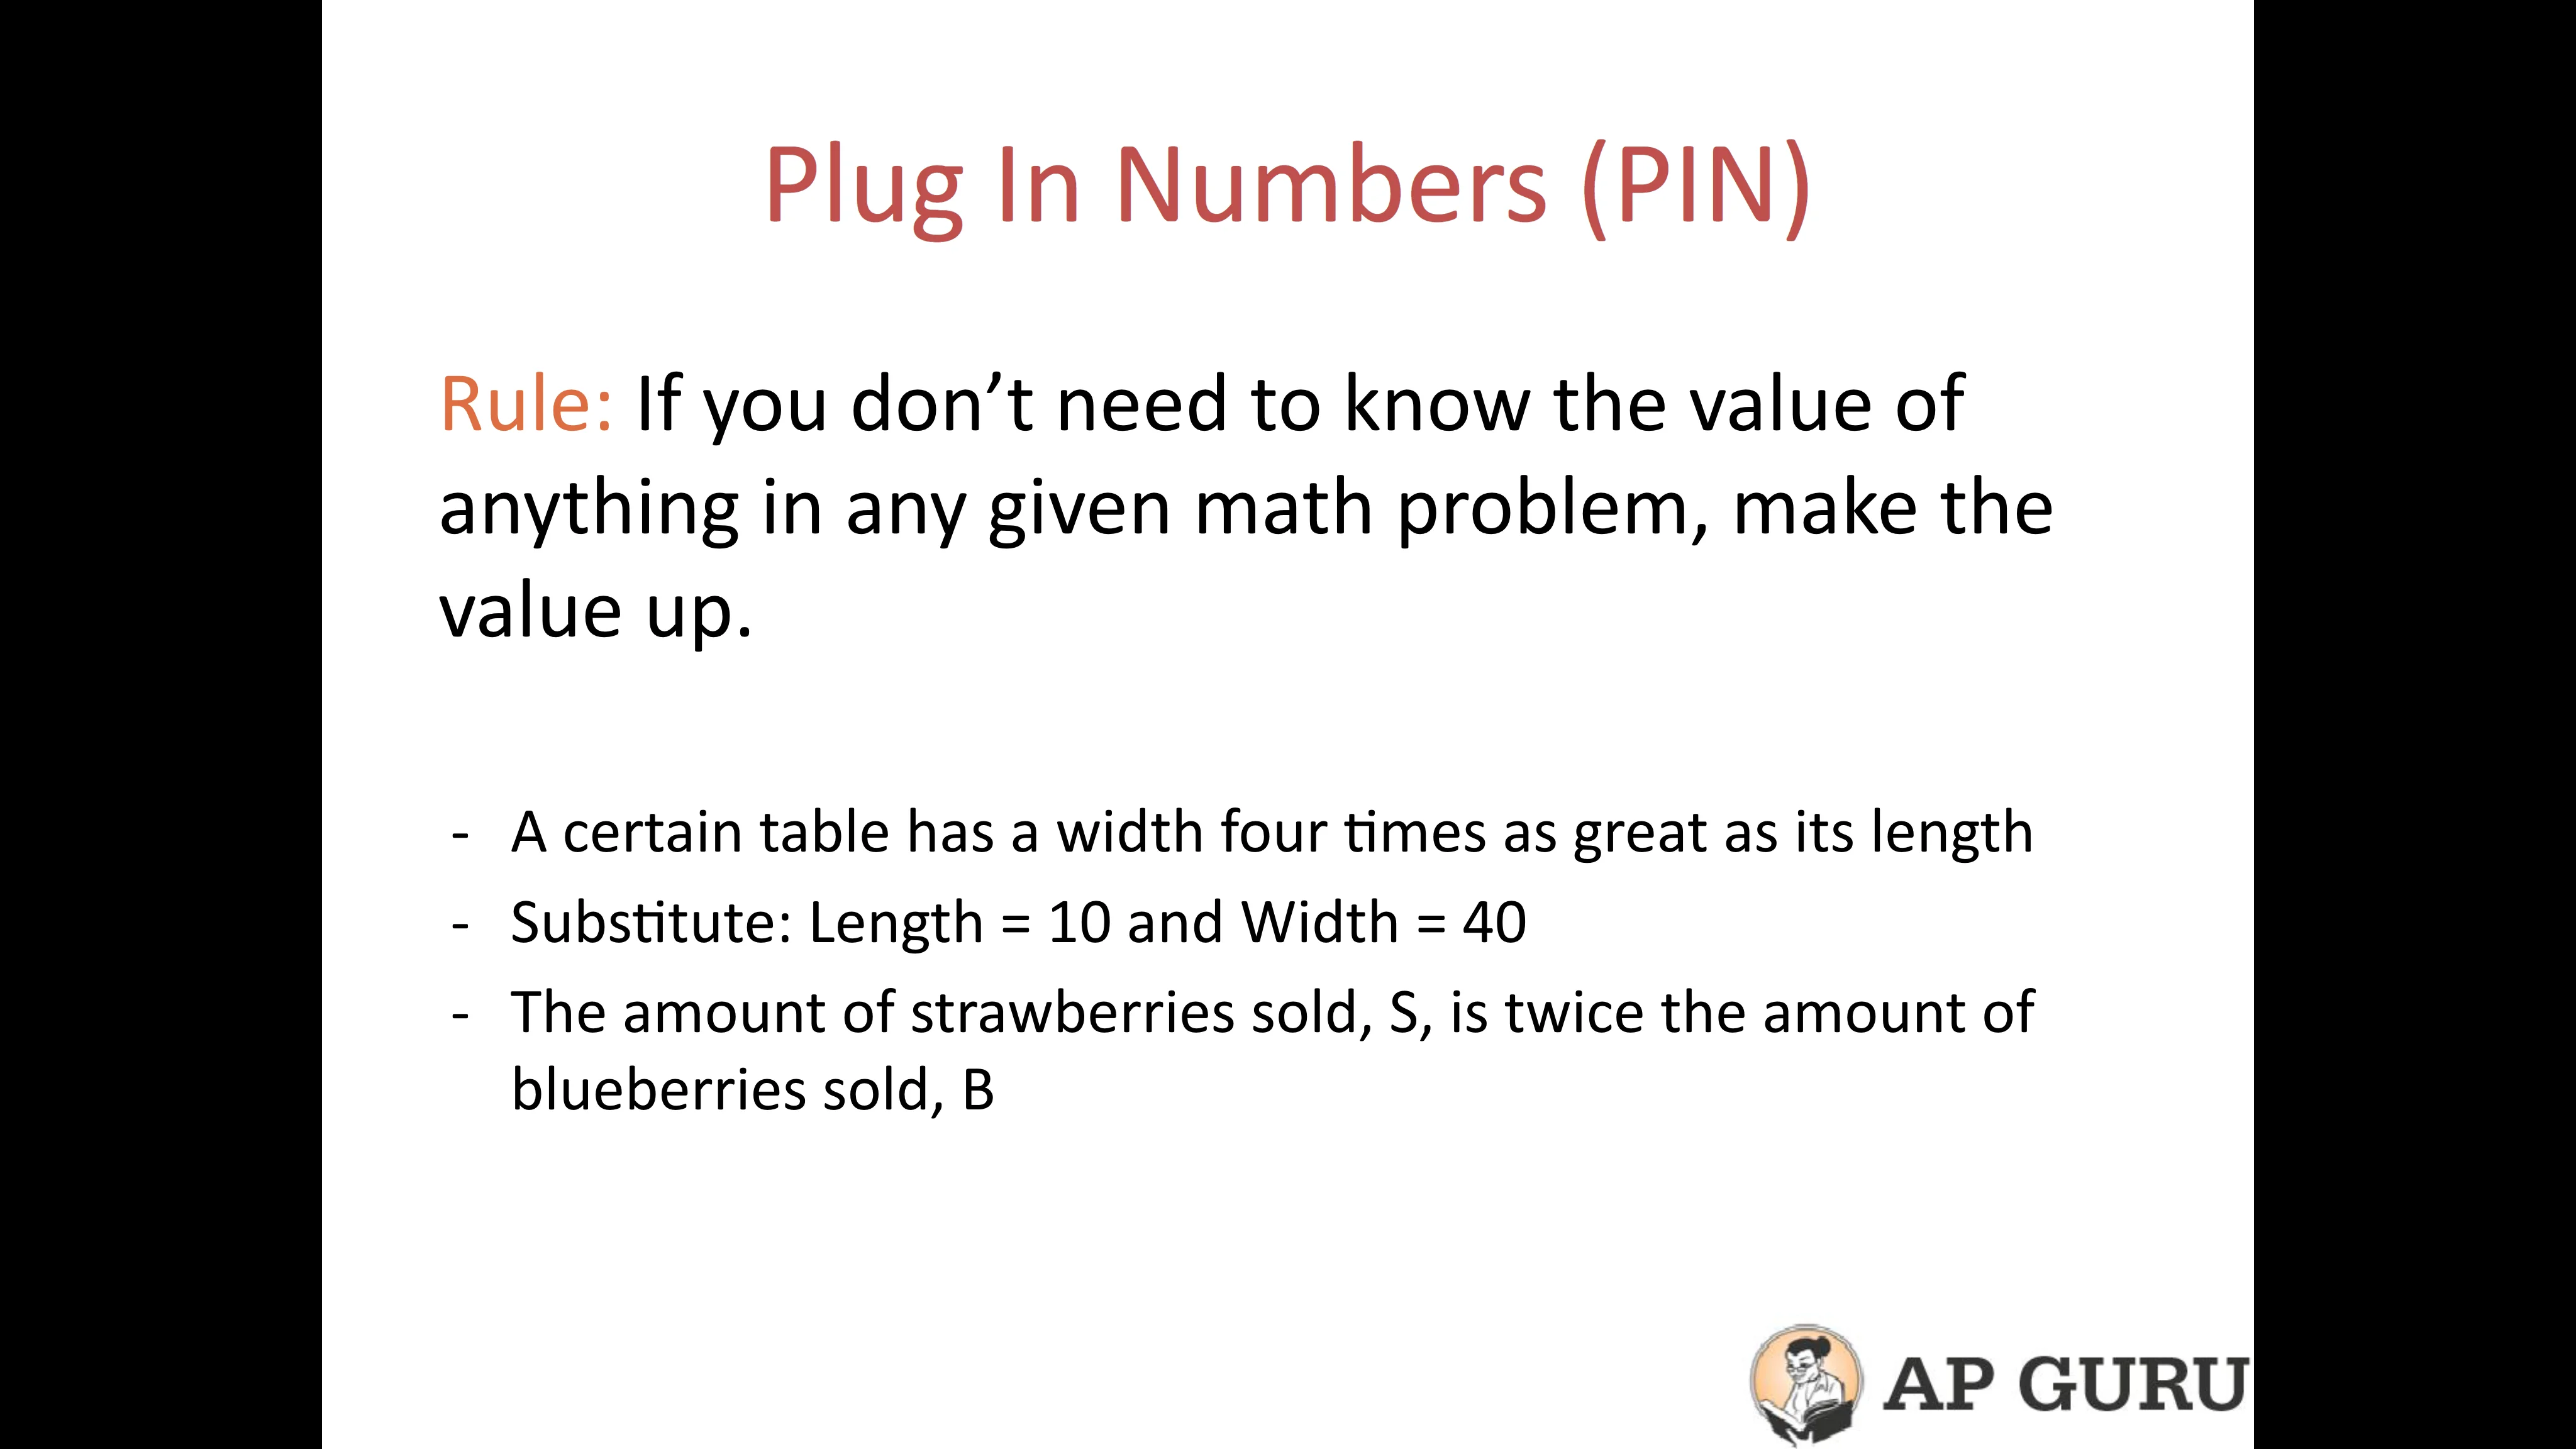 Plug In Numbers (PIN)
Rule: If you don’t need to know the value of
anything in any given math problem, make the
value up.
- A certain table has a width four times as great as its length
- Substitute: Length = 10 and Width = 40
- The amount of strawberries sold, S, is twice the amount of
blueberries sold, B
AP GURU